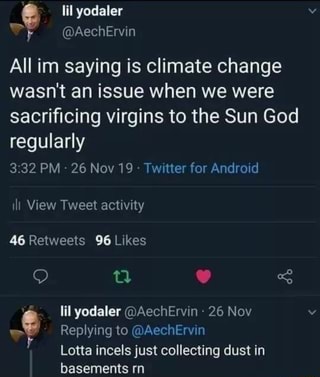 lil yodaler
@AechErvin
All im saying is climate change
wasn't an issue when we were
sacrificing virgins to the Sun God
regularly
3:32 PM · 26 Nov 19 · Twitter for Android
View Tweet activity
46 Retweets 96 Likes
lil yodaler @AechErvin · 26 Nov
Replying to @AechErvin
Lotta incels just collecting dust in
basements rn